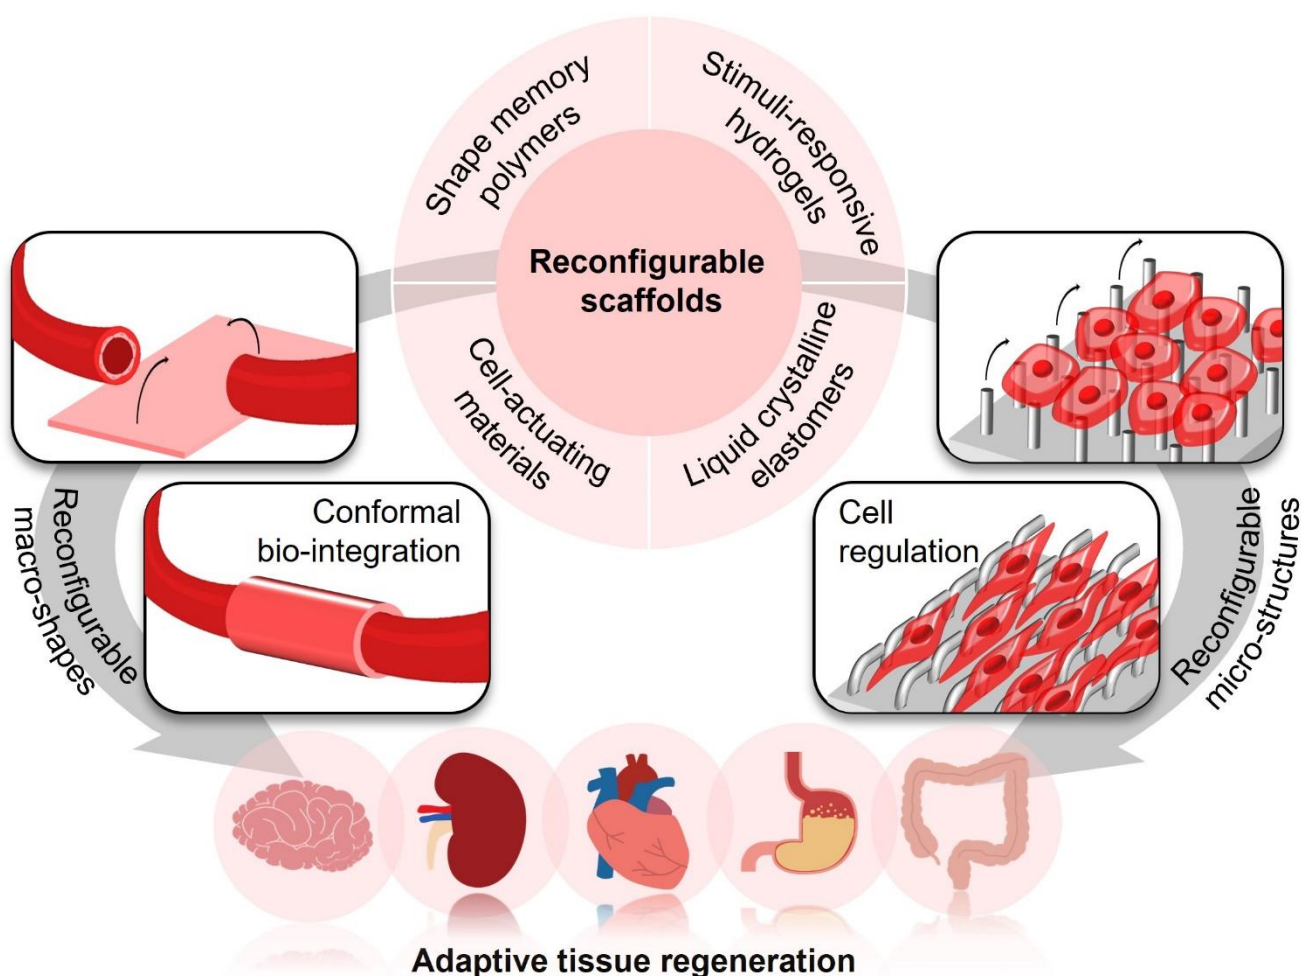 Shape memory
polymers
Stimuli-responsive
hydrogels
Reconfigurable
scaffolds
Cell-actuating
materials
Liquid crystalline
elastomers
Reconfigurable
macro-shapes
Conformal
bio-integration
Cell
regulation
Reconfigurable
micro-structures
Adaptive tissue regeneration